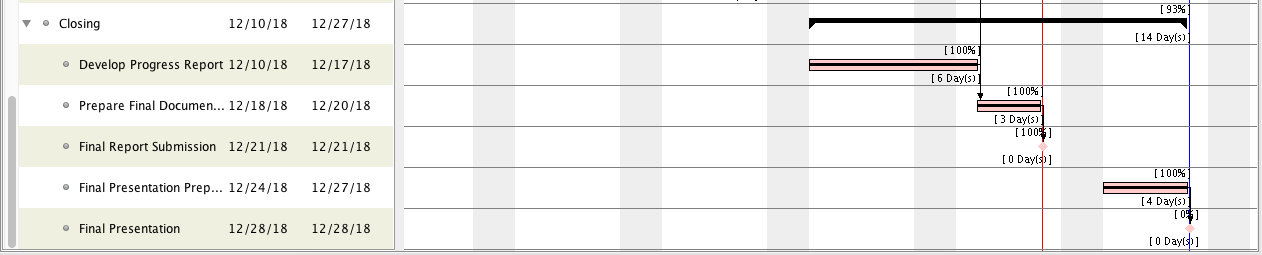 [93%]
Closing 12/10/18 12/27/18
[14 Day(s)]
[100%]
Develop Progress Report 12/10/18 12/17/18
[6 Day(s)]
[100%]
Prepare Final Documen... 12/18/18 12/20/18
[3 Day(s)]
[100%]
Final Report Submission 12/21/18 12/21/18
[0 Day(s)]
[100%]
Final Presentation Prep... 12/24/18 12/27/18
[4 Day(s)]
[0%]
Final Presentation 12/28/18 12/28/18
[0 Day(s)]